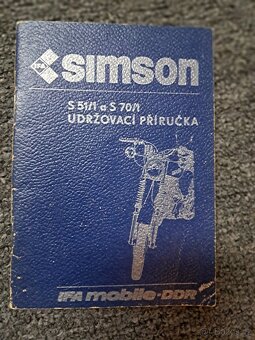 SIMSON
S 51/1 a S 70/1
UDRŽOVACÍ PŘÍRUČKA
IFA mobile-DDR